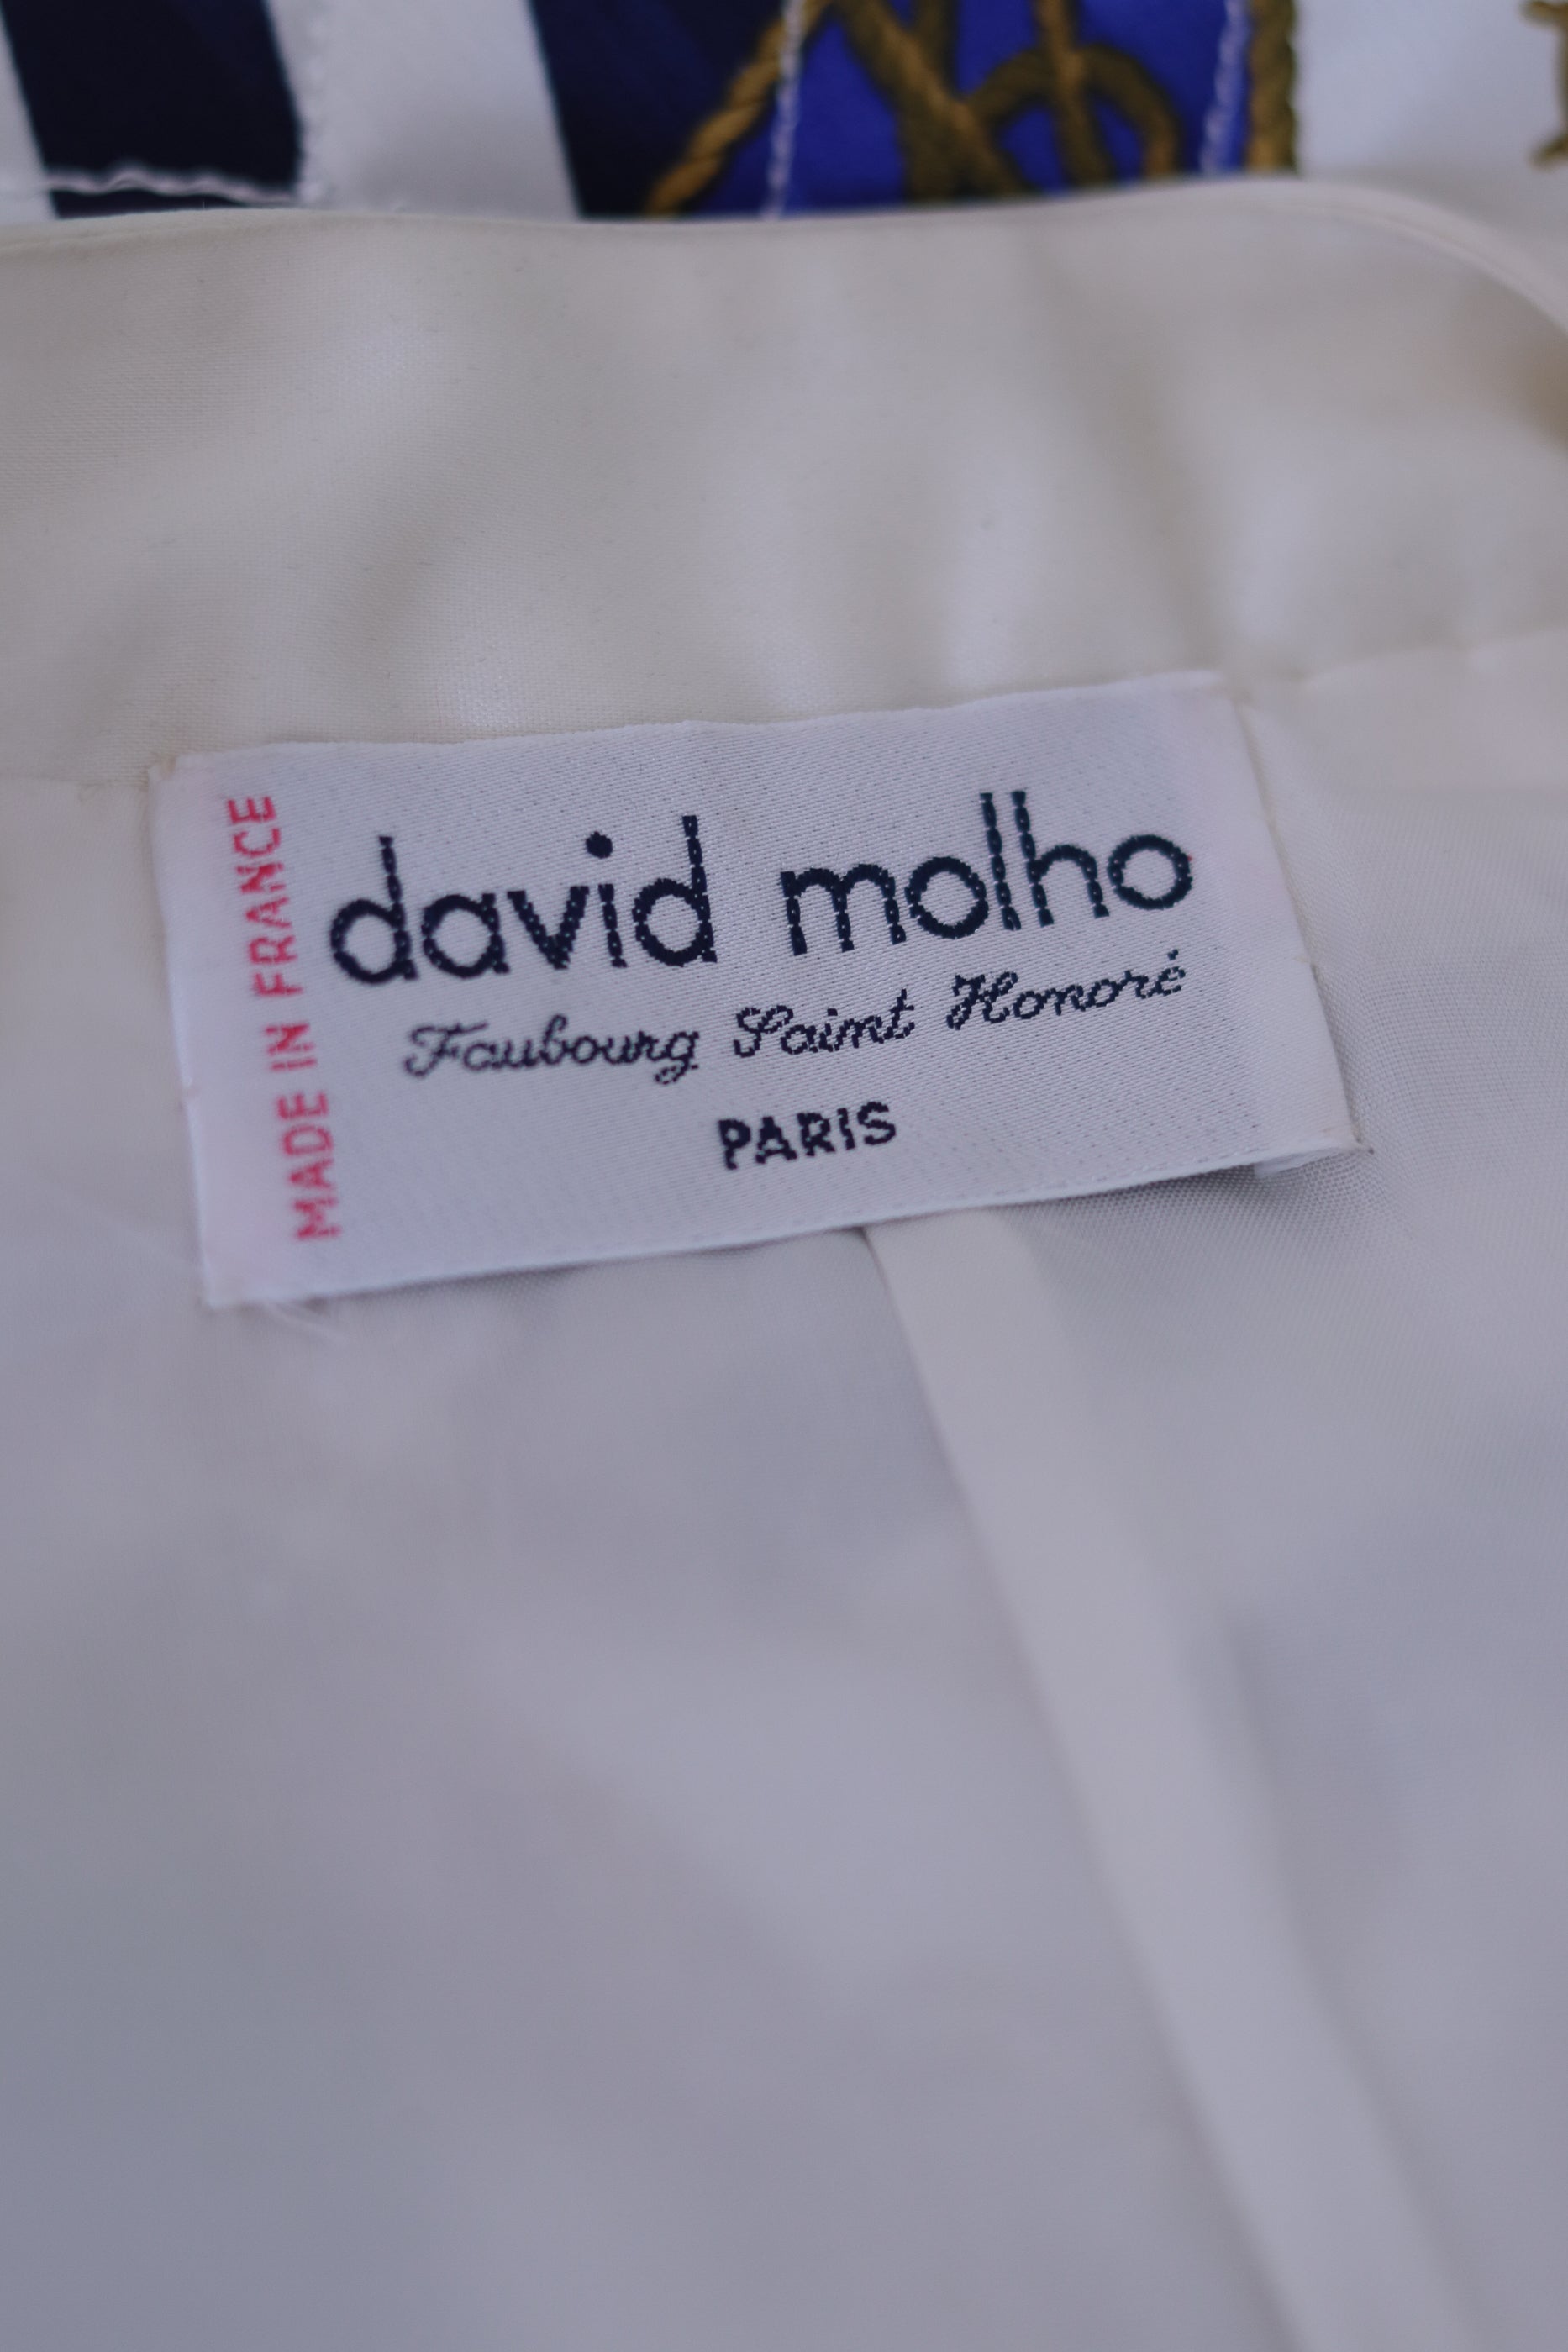 MADE IN FRANCE
david molho
Faubourg Saint Honoré
PARIS